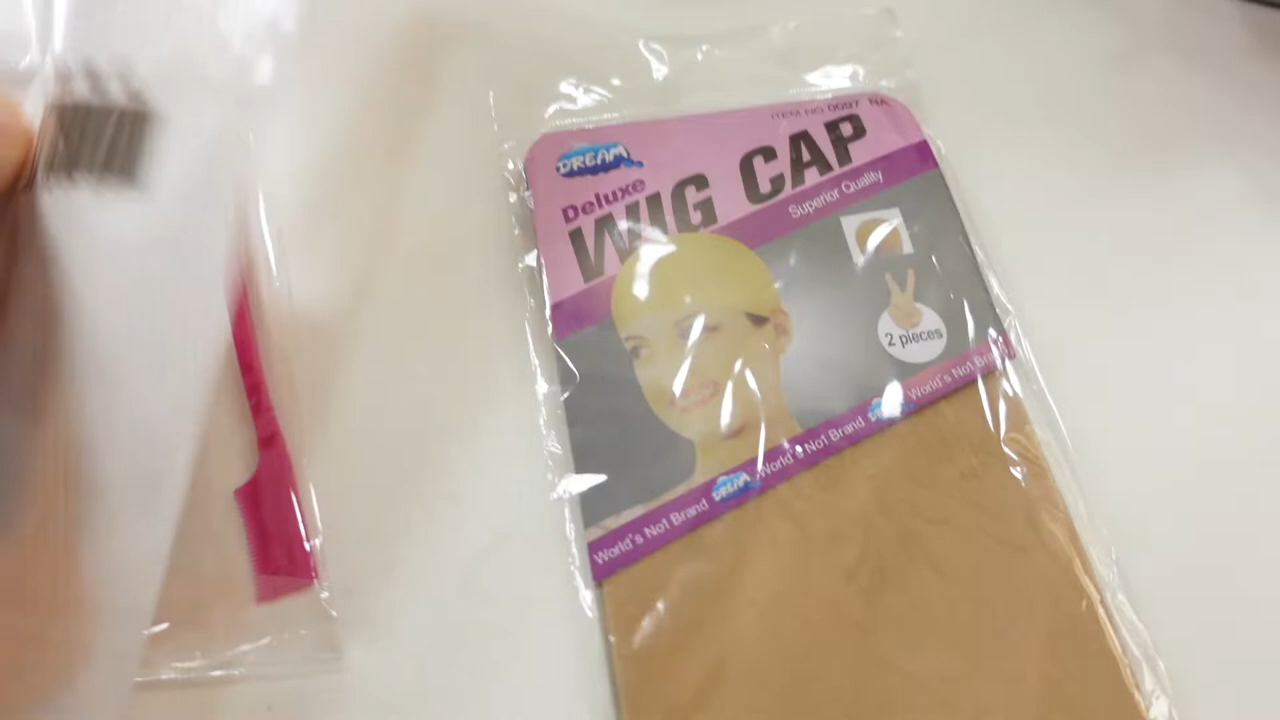 ITEM NO 0097 NA
DREAM
Deluxe
WIG CAP
Superior Quality
2 pieces
World's No1 Brand DREAM World's No1 Brand DREAM World's No1 Brand